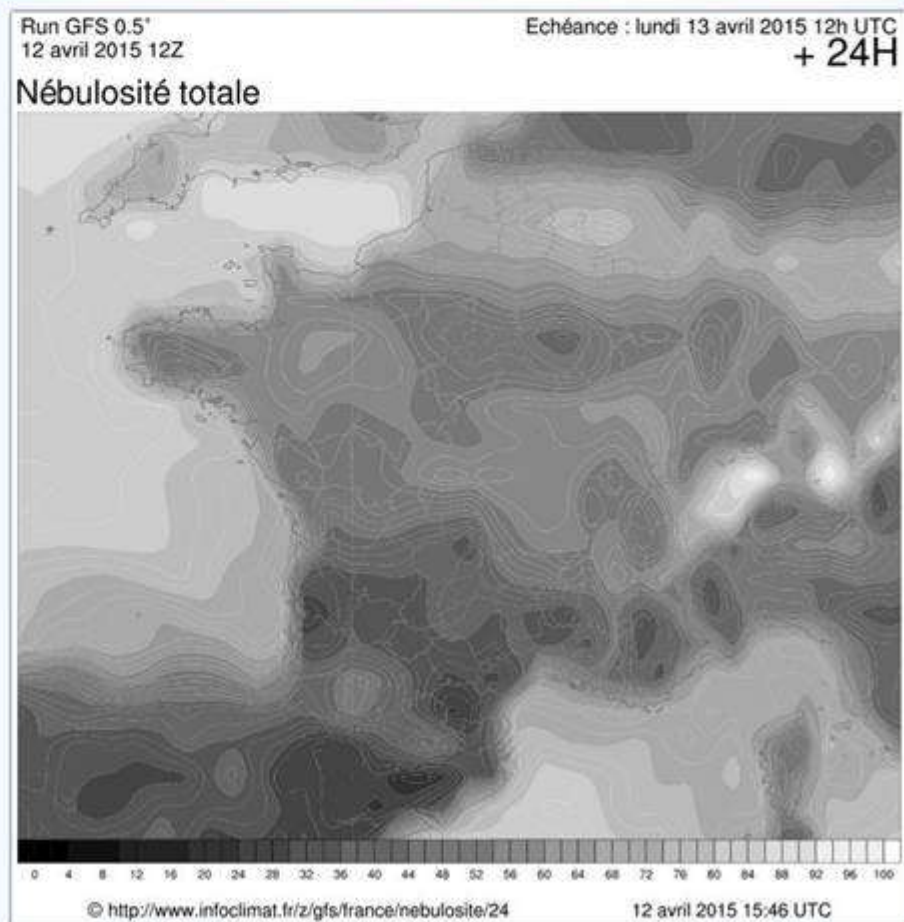 Run GFS 0.5°
Echéance : lundi 13 avril 2015 12h UTC
12 avril 2015 12Z
+ 24H
Nébulosité totale
0 4 8 12 16 20 24 28 32 36 40 44 48 52 56 60 64 68 72 76 80 84 88 92 96 100
© http://www.infoclimat.fr/z/gfs/france/nebulosite/24
12 avril 2015 15:46 UTC